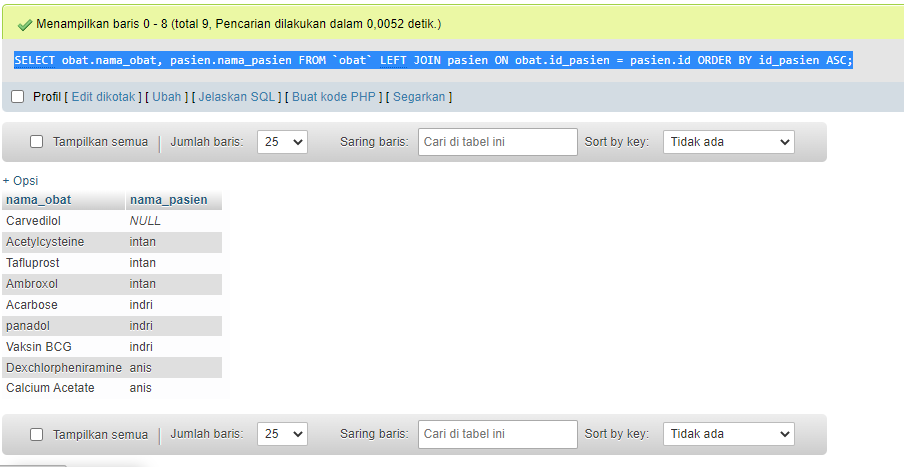 Menampilkan baris 0 - 8 (total 9, Pencarian dilakukan dalam 0,0052 detik.)
SELECT obat.nama_obat, pasien.nama_pasien FROM `obat` LEFT JOIN pasien ON obat.id_pasien = pasien.id ORDER BY id_pasien ASC;
Profil [ Edit dikotak ] [ Ubah ] [ Jelaskan SQL ] [ Buat kode PHP ] [ Segarkan ]
Tampilkan semua | Jumlah baris: 25 Saring baris: Cari di tabel ini Sort by key: Tidak ada
+ Opsi
nama_obat nama_pasien
Carvedilol NULL
Acetylcysteine intan
Tafluprost intan
Ambroxol intan
Acarbose indri
panadol indri
Vaksin BCG indri
Dexchlorpheniramine anis
Calcium Acetate anis
Tampilkan semua | Jumlah baris: 25 Saring baris: Cari di tabel ini Sort by key: Tidak ada